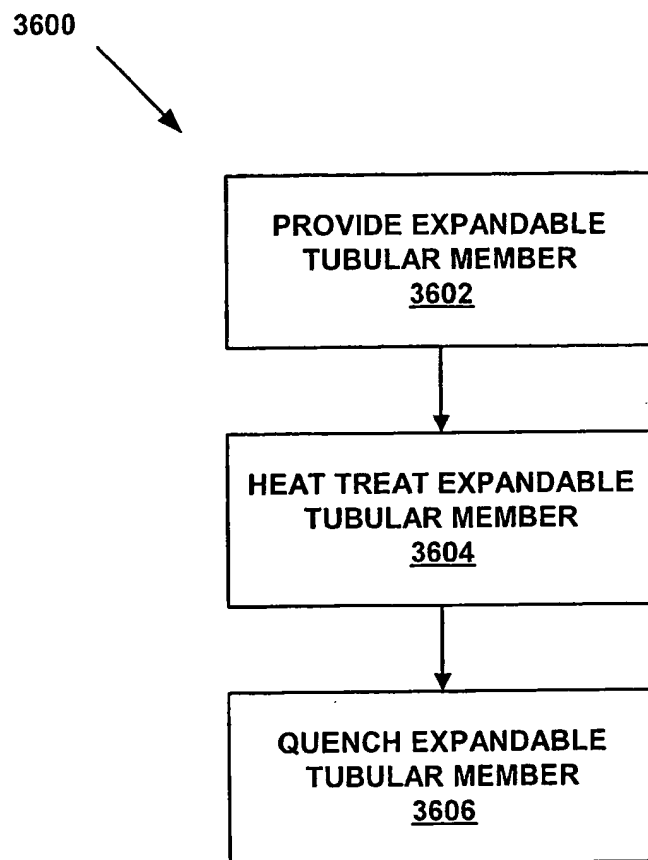 3600
PROVIDE EXPANDABLE
TUBULAR MEMBER
3602
HEAT TREAT EXPANDABLE
TUBULAR MEMBER
3604
QUENCH EXPANDABLE
TUBULAR MEMBER
3606